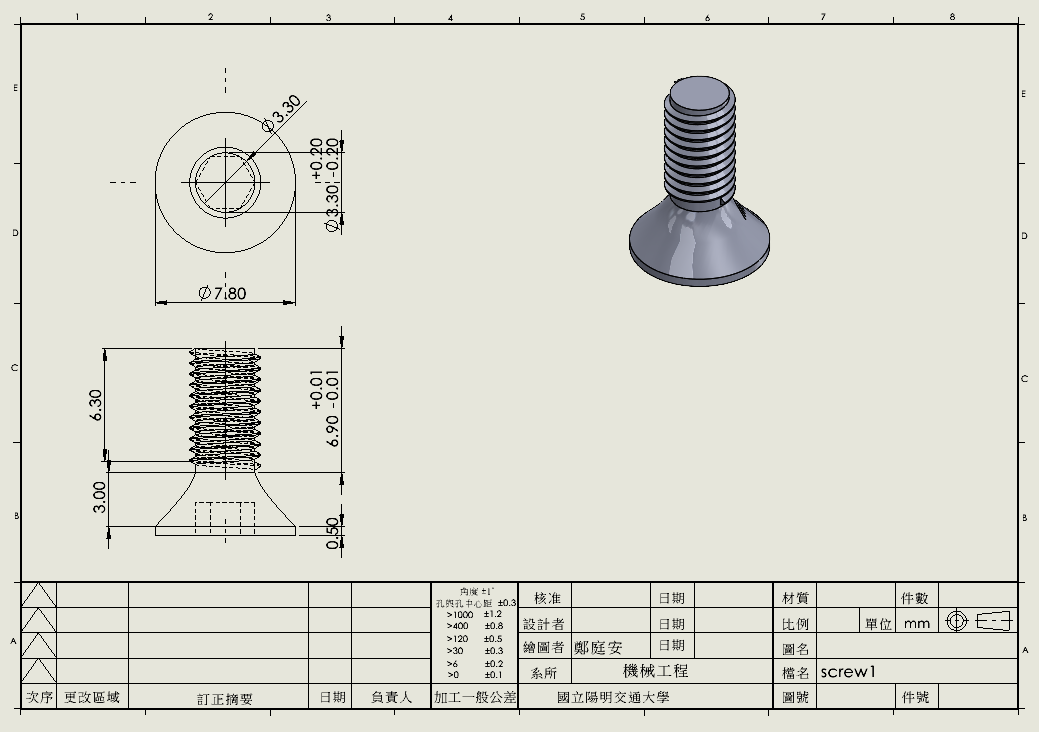 1 2 3 4 5 6 7 8
E E
D D
C C
B B
A A
∅3.30
∅3.30 +0.20 -0.20
∅7.80
6.30
6.90 +0.01 -0.01
3.00
0.50
角度 ±1°
孔與孔中心距 ±0.3
>1000 ±1.2
>400 ±0.8
>120 ±0.5
>30 ±0.3
>6 ±0.2
>0 ±0.1
加工一般公差
次序 更改區域 訂正摘要 日期 負責人
核准 日期
設計者 日期
繪圖者 鄭庭安 日期
系所 機械工程
國立陽明交通大學
材質 件數
比例 單位 mm
圖名
檔名 screw1
圖號 件號